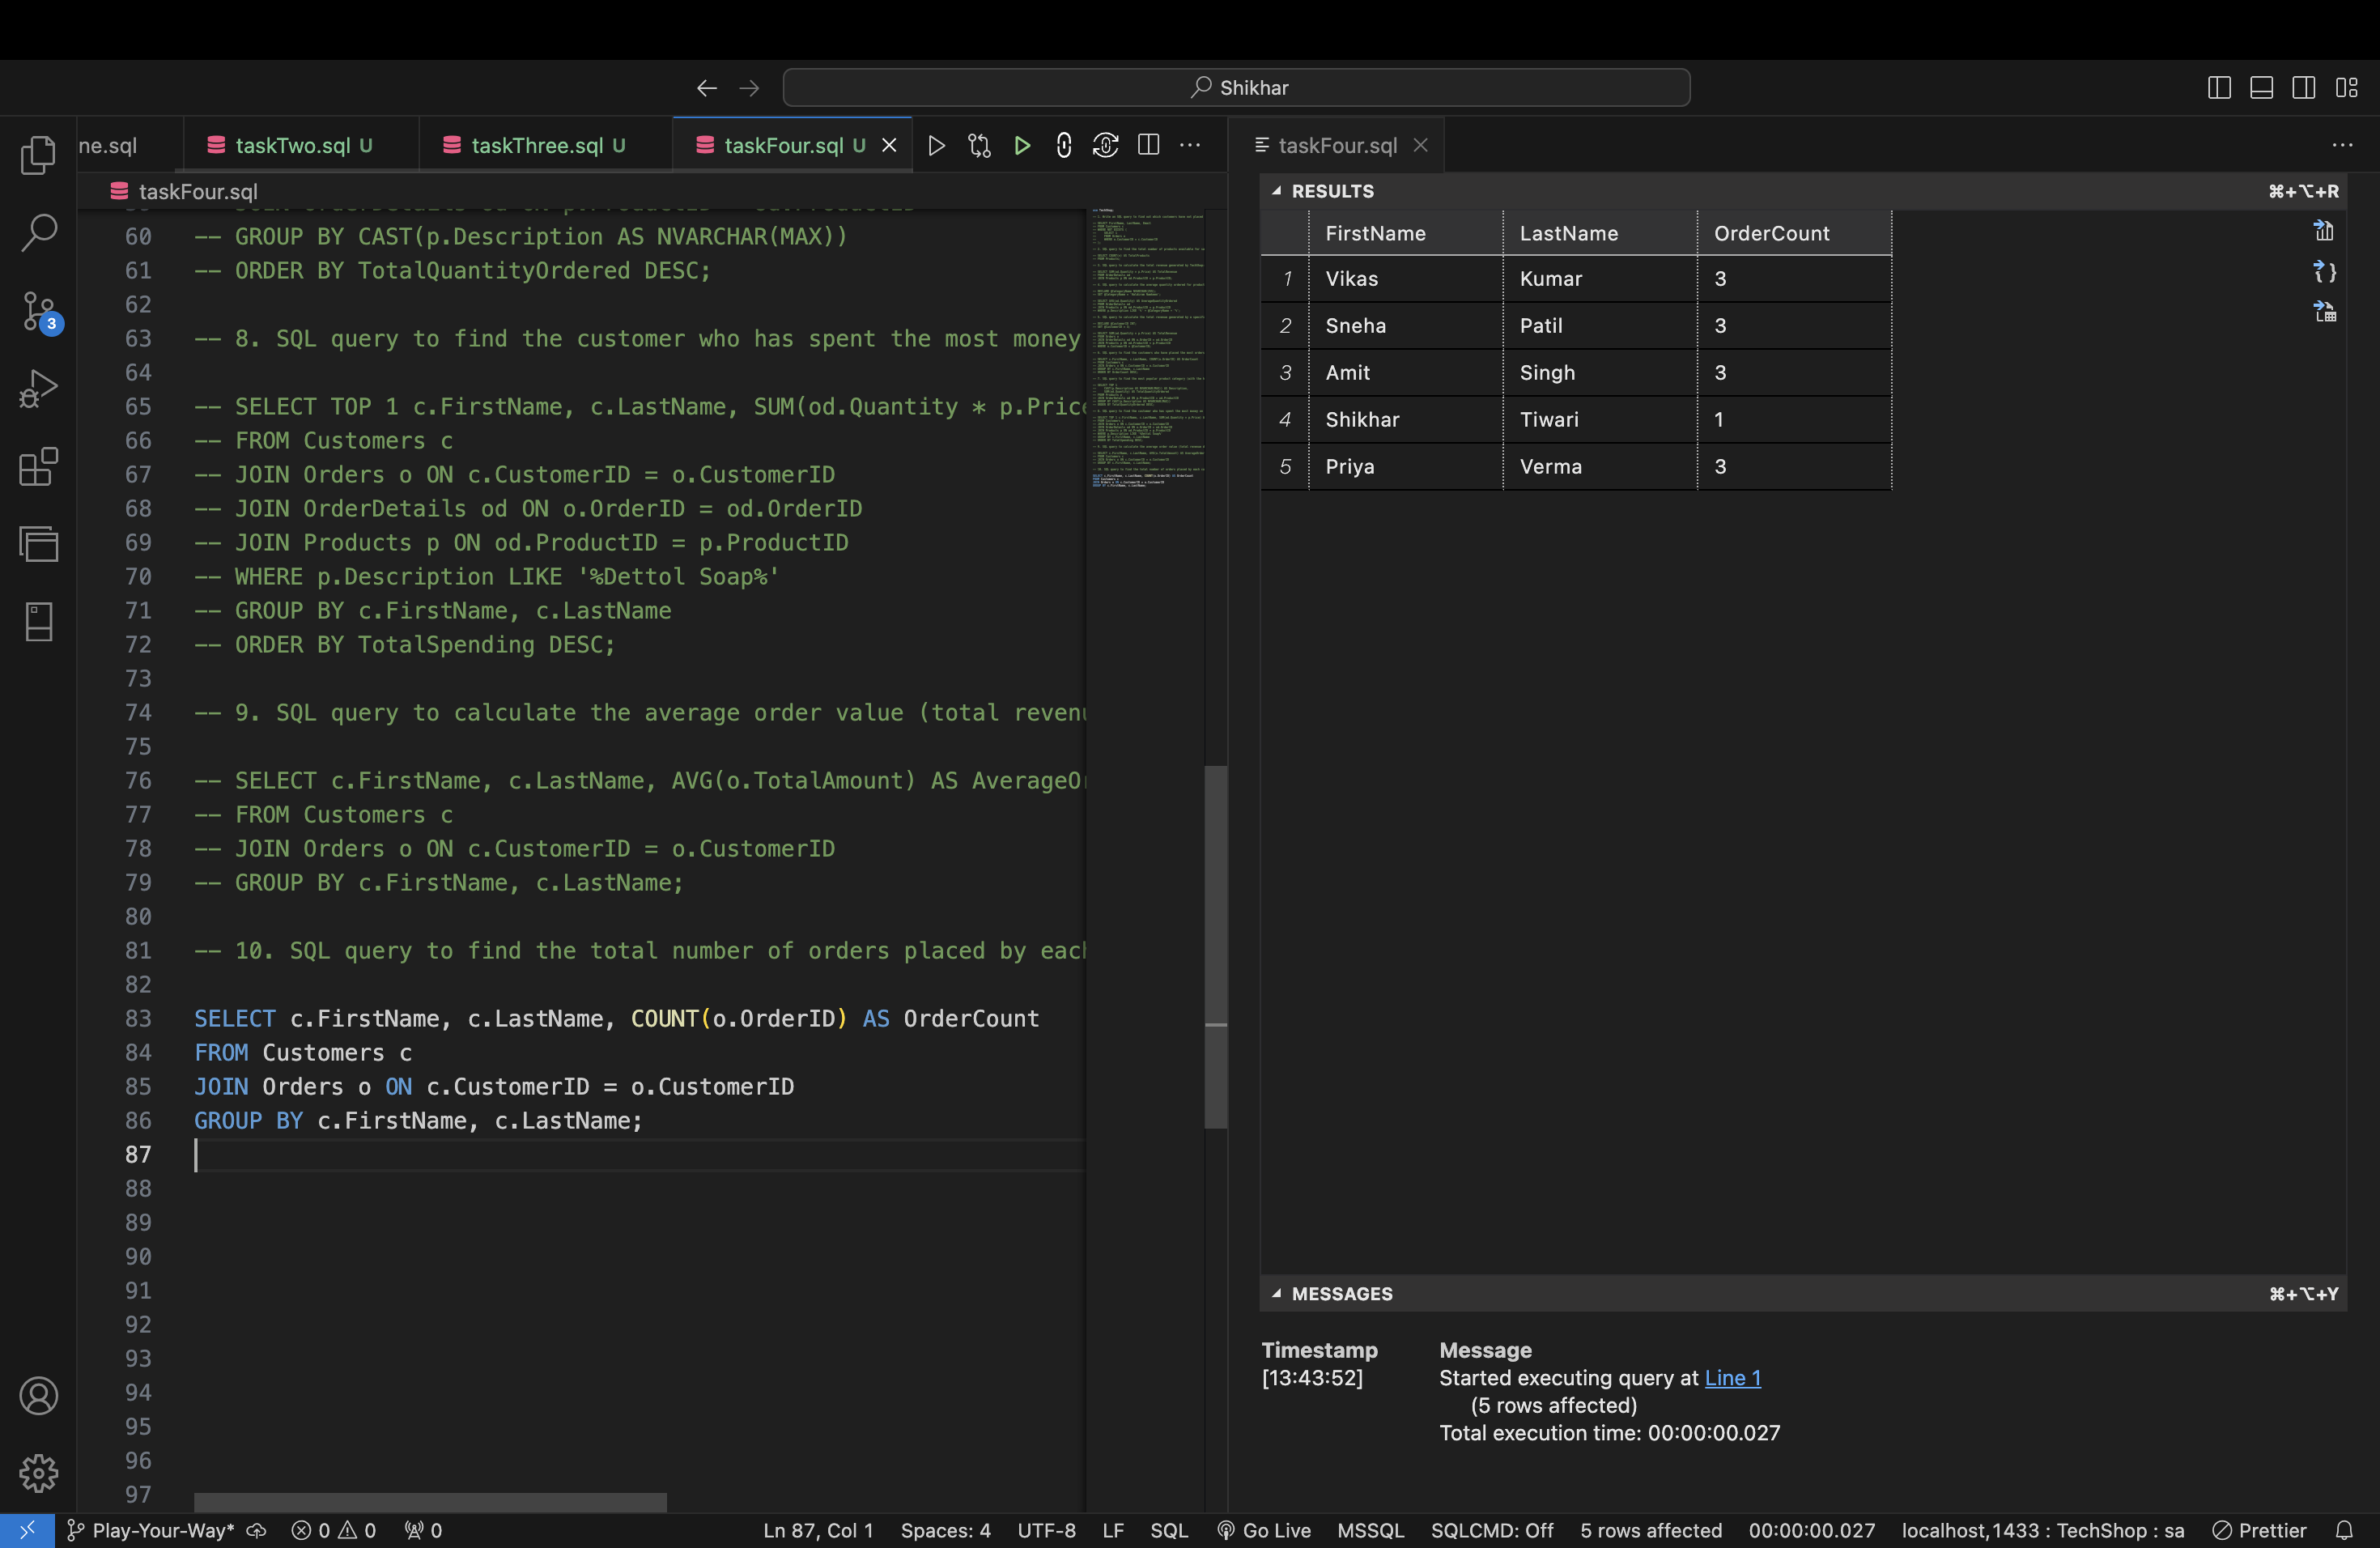 Shikhar
ne.sql
taskTwo.sql U
taskThree.sql U
taskFour.sql U
taskFour.sql
taskFour.sql
60 -- GROUP BY CAST(p.Description AS NVARCHAR(MAX))
61 -- ORDER BY TotalQuantityOrdered DESC;
62
63 -- 8. SQL query to find the customer who has spent the most money
64
65 -- SELECT TOP 1 c.FirstName, c.LastName, SUM(od.Quantity * p.Price
66 -- FROM Customers c
67 -- JOIN Orders o ON c.CustomerID = o.CustomerID
68 -- JOIN OrderDetails od ON o.OrderID = od.OrderID
69 -- JOIN Products p ON od.ProductID = p.ProductID
70 -- WHERE p.Description LIKE '%Dettol Soap%'
71 -- GROUP BY c.FirstName, c.LastName
72 -- ORDER BY TotalSpending DESC;
73
74 -- 9. SQL query to calculate the average order value (total revenu
75
76 -- SELECT c.FirstName, c.LastName, AVG(o.TotalAmount) AS AverageO
77 -- FROM Customers c
78 -- JOIN Orders o ON c.CustomerID = o.CustomerID
79 -- GROUP BY c.FirstName, c.LastName;
80
81 -- 10. SQL query to find the total number of orders placed by each
82
83 SELECT c.FirstName, c.LastName, COUNT(o.OrderID) AS OrderCount
84 FROM Customers c
85 JOIN Orders o ON c.CustomerID = o.CustomerID
86 GROUP BY c.FirstName, c.LastName;
87
88
89
90
91
92
93
94
95
96
97
RESULTS ⌘+⌥+R
FirstName LastName OrderCount
1 Vikas Kumar 3
2 Sneha Patil 3
3 Amit Singh 3
4 Shikhar Tiwari 1
5 Priya Verma 3
MESSAGES ⌘+⌥+Y
Timestamp Message
[13:43:52] Started executing query at Line 1
(5 rows affected)
Total execution time: 00:00:00.027
3
Play-Your-Way* 0 0 0 Ln 87, Col 1 Spaces: 4 UTF-8 LF SQL Go Live MSSQL SQLCMD: Off 5 rows affected 00:00:00.027 localhost,1433 : TechShop : sa Prettier